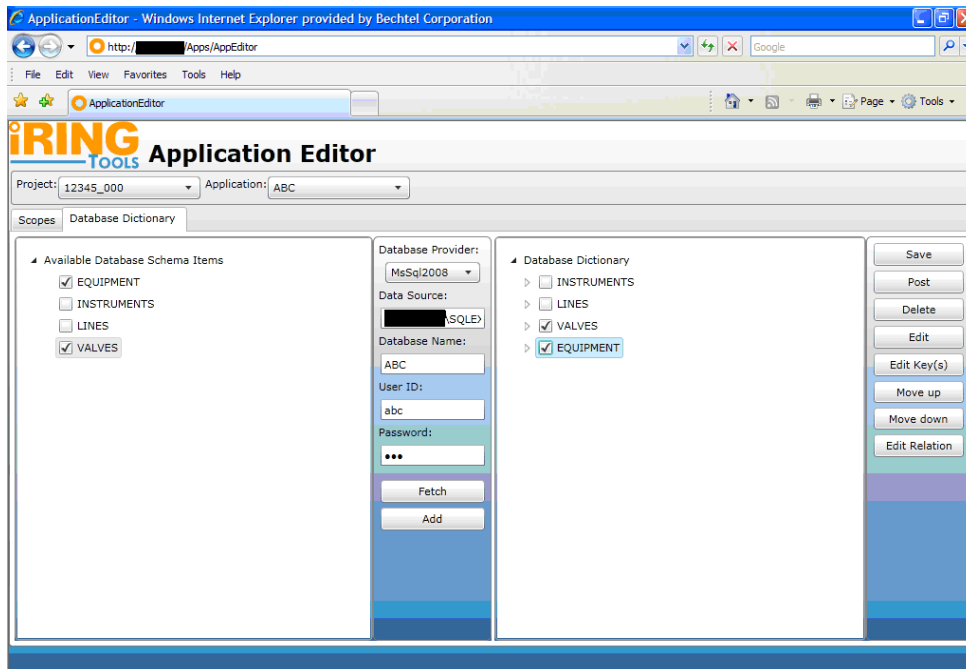 ApplicationEditor - Windows Internet Explorer provided by Bechtel Corporation
http:/ /Apps/AppEditor
Google
File Edit View Favorites Tools Help
ApplicationEditor
Page Tools
iRING
TOOLS
Application Editor
Project: 12345_000 Application: ABC
Scopes Database Dictionary
Available Database Schema Items
EQUIPMENT
INSTRUMENTS
LINES
VALVES
Database Provider:
MsSql2008
Data Source:
\SQLEX
Database Name:
ABC
User ID:
abc
Password:
•••
Fetch
Add
Database Dictionary
INSTRUMENTS
LINES
VALVES
EQUIPMENT
Save
Post
Delete
Edit
Edit Key(s)
Move up
Move down
Edit Relation